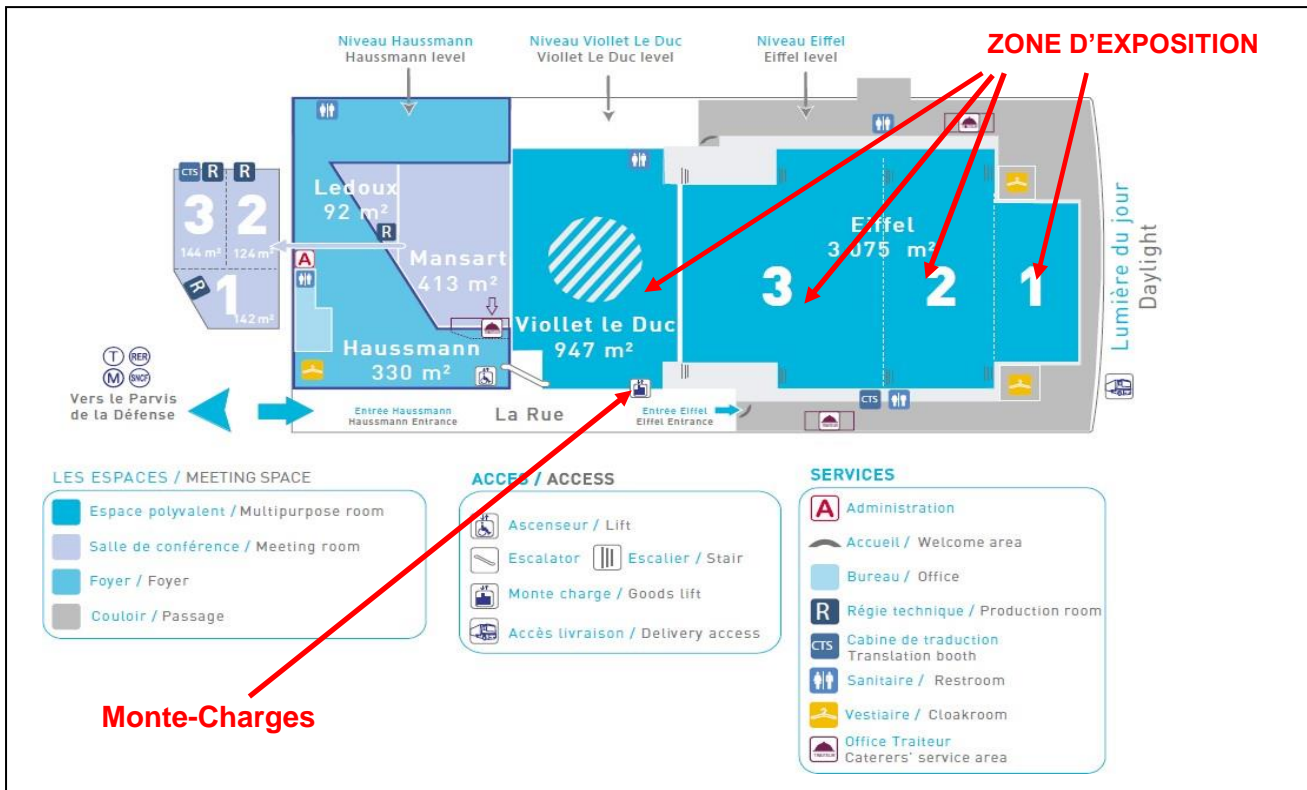 Niveau Haussmann
Haussmann level
Niveau Viollet Le Duc
Viollet Le Duc level
Niveau Eiffel
Eiffel level
ZONE D’EXPOSITION
CTS R R
3 2
144 m² 124 m²
R
1
142 m²
Ledoux
92 m²
R
A
Mansart
413 m²
Haussmann
330 m²
Viollet le Duc
947 m²
Eiffel
3 075 m²
3 2 1
Lumière du jour
Daylight
T RER
M SNCF
Vers le Parvis
de la Défense
Entrée Haussmann
Haussmann Entrance
La Rue
Entrée Eiffel
Eiffel Entrance
CTS
LES ESPACES / MEETING SPACE
Espace polyvalent / Multipurpose room
Salle de conférence / Meeting room
Foyer / Foyer
Couloir / Passage
ACCES / ACCESS
Ascenseur / Lift
Escalator
Escalier / Stair
Monte charge / Goods lift
Accès livraison / Delivery access
SERVICES
A Administration
Accueil / Welcome area
Bureau / Office
R Régie technique / Production room
CTS Cabine de traduction
Translation booth
Sanitaire / Restroom
Vestiaire / Cloakroom
Office Traiteur
Caterers' service area
Monte-Charges